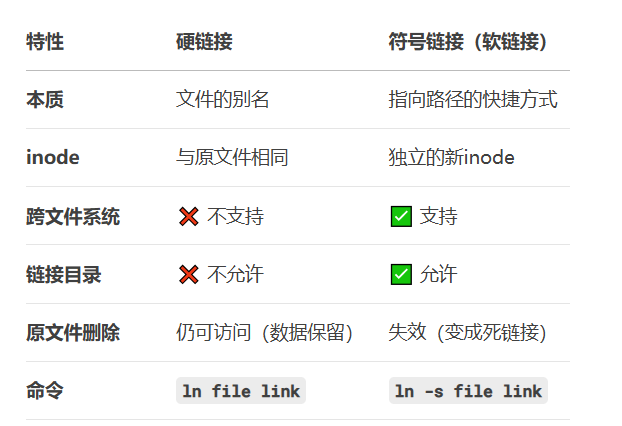 特性 硬链接 符号链接（软链接）
本质 文件的别名 指向路径的快捷方式
inode 与原文件相同 独立的新inode
跨文件系统 ❌ 不支持 ✅ 支持
链接目录 ❌ 不允许 ✅ 允许
原文件删除 仍可访问（数据保留） 失效（变成死链接）
命令 ln file link ln -s file link